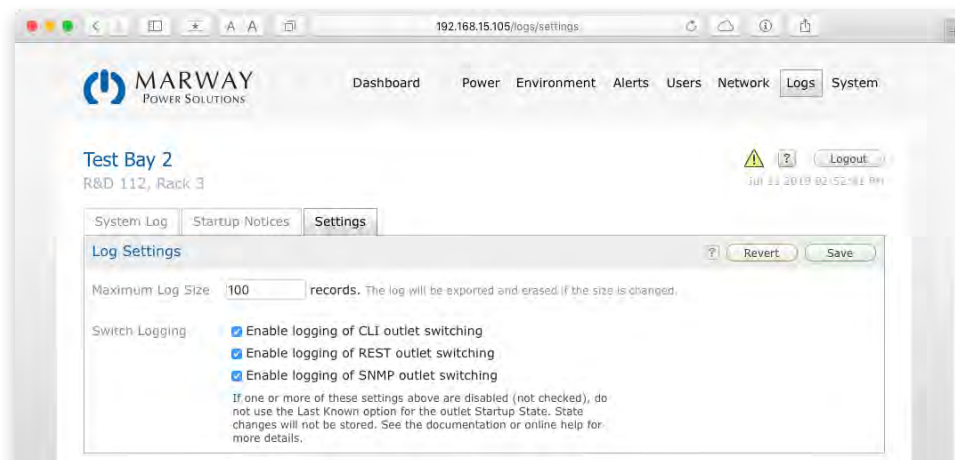 A A
192.168.15.105/logs/settings
MARWAY
POWER SOLUTIONS
Dashboard Power Environment Alerts Users Network Logs System
Test Bay 2
? Logout
R&D 112, Rack 3
Jul 11 2019 PM
System Log Startup Notices Settings
Log Settings
? Revert Save
Maximum Log Size 100 records. The log will be exported and erased if the size is changed.
Switch Logging
Enable logging of CLI outlet switching
Enable logging of REST outlet switching
Enable logging of SNMP outlet switching
If one or more of these settings above are disabled (not checked), do
not use the Last Known option for the outlet Startup State. State
changes will not be stored. See the documentation or online help for
more details.